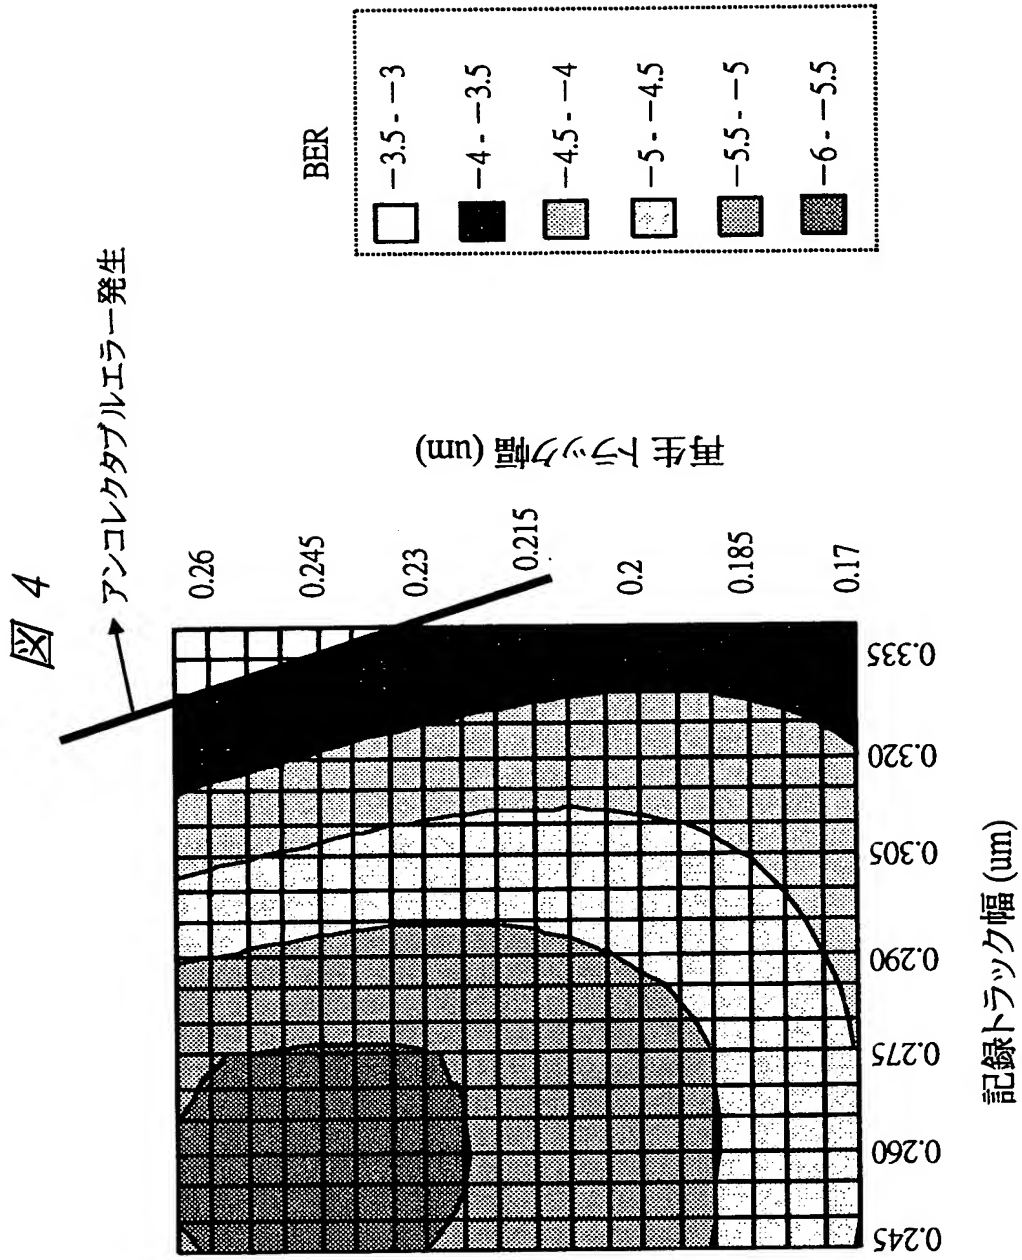 図 4
アンコレクタブルエラー発生
BER
－3.5 - －3
－4 - －3.5
－4.5 - －4
－5 - －4.5
－5.5 - －5
－6 - －5.5
再生トラック幅 (um)
0.26
0.245
0.23
0.215
0.2
0.185
0.17
0.245
0.260
0.275
0.290
0.305
0.320
0.335
記録トラック幅 (um)